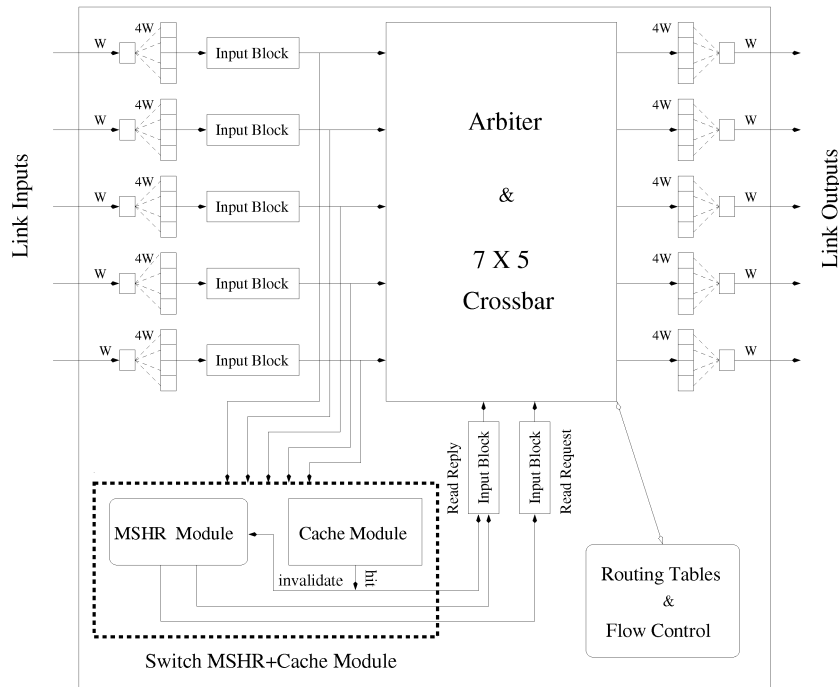 W
4W
Input Block
4W
W
W
4W
Input Block
4W
W
Arbiter
Link Inputs
W
4W
Input Block
&
4W
W
Link Outputs
W
4W
Input Block
7 X 5
Crossbar
4W
W
W
4W
Input Block
4W
W
Read Reply
Input Block
Input Block
Read Request
MSHR Module
Cache Module
invalidate
hit
Routing Tables
&
Flow Control
Switch MSHR+Cache Module